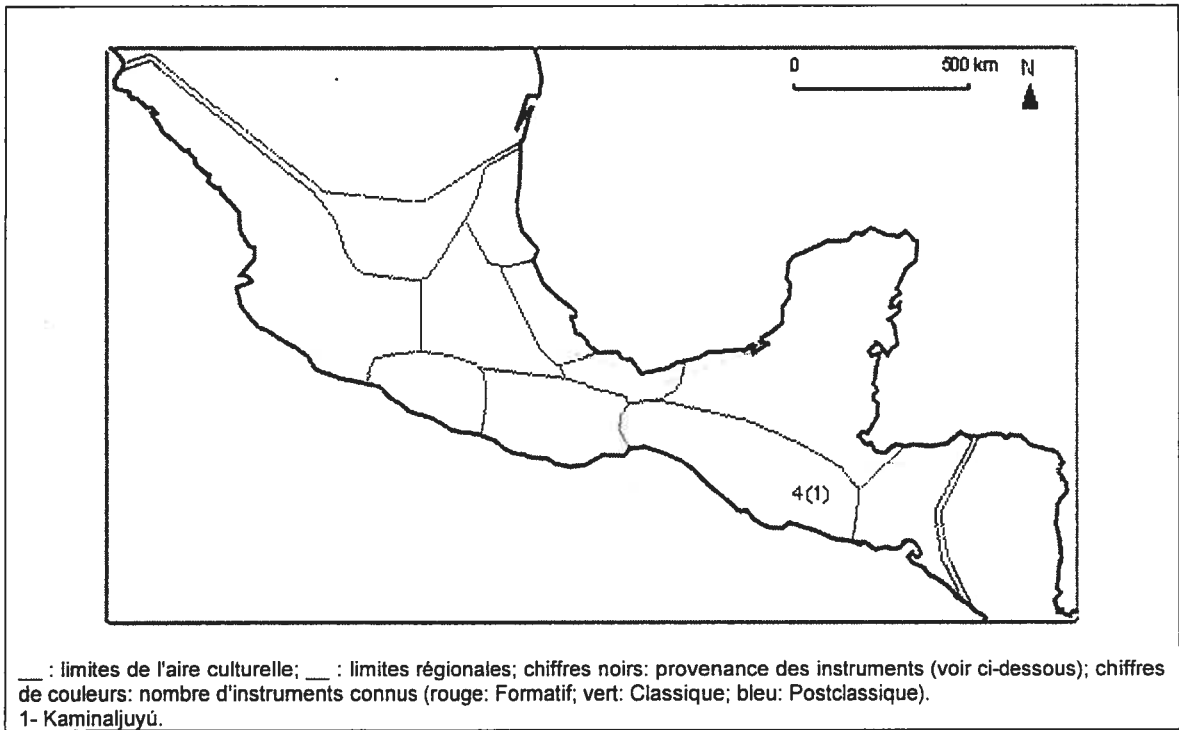 0 500 km N
4(1)
__ : limites de l'aire culturelle; __ : limites régionales; chiffres noirs: provenance des instruments (voir ci-dessous); chiffres
de couleurs: nombre d'instruments connus (rouge: Formatif; vert: Classique; bleu: Postclassique).
1- Kaminaljuyú.